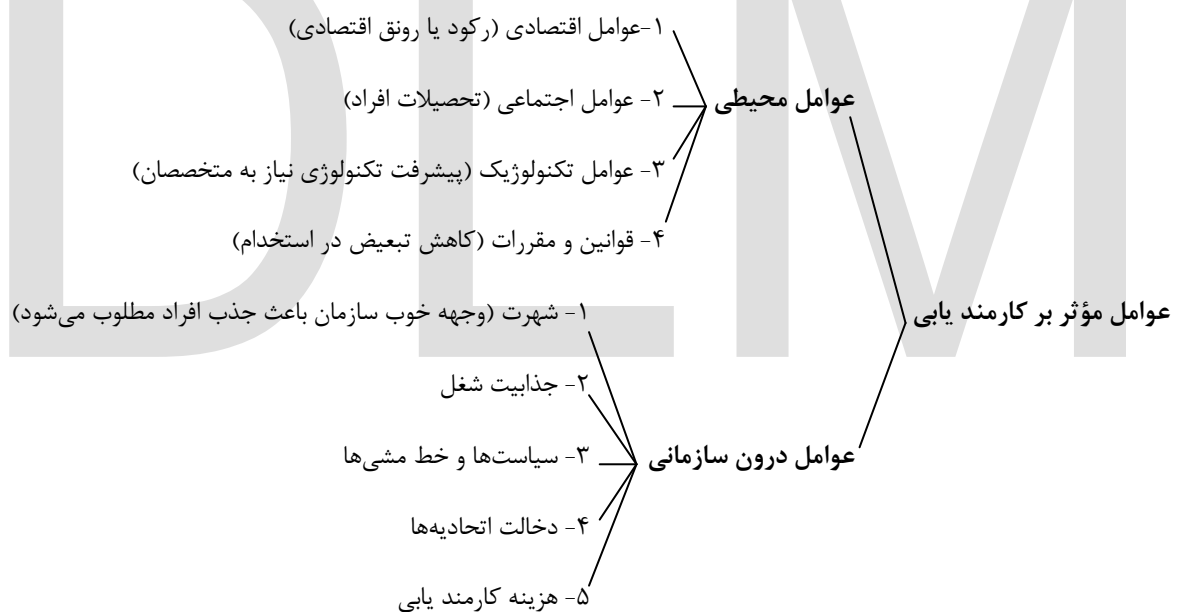 DLM
عوامل مؤثر بر کارمند یابی
عوامل محیطی
۱-عوامل اقتصادی (رکود یا رونق اقتصادی)
۲- عوامل اجتماعی (تحصیلات افراد)
۳- عوامل تکنولوژیک (پیشرفت تکنولوژی نیاز به متخصصان)
۴- قوانین و مقررات (کاهش تبعیض در استخدام)
عوامل درون سازمانی
۱- شهرت (وجهه خوب سازمان باعث جذب افراد مطلوب می‌شود)
۲- جذابیت شغل
۳- سیاست‌ها و خط مشی‌ها
۴- دخالت اتحادیه‌ها
۵- هزینه کارمند یابی